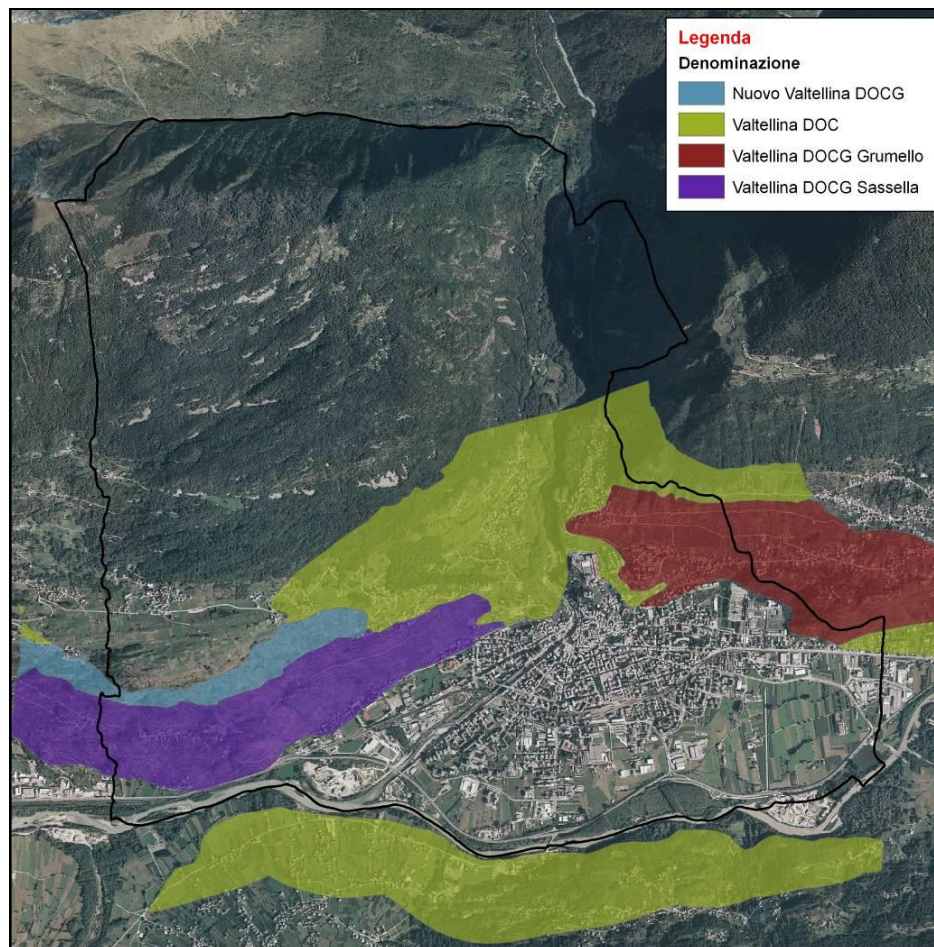 Legenda
Denominazione
Nuovo Valtellina DOCG
Valtellina DOC
Valtellina DOCG Grumello
Valtellina DOCG Sassella